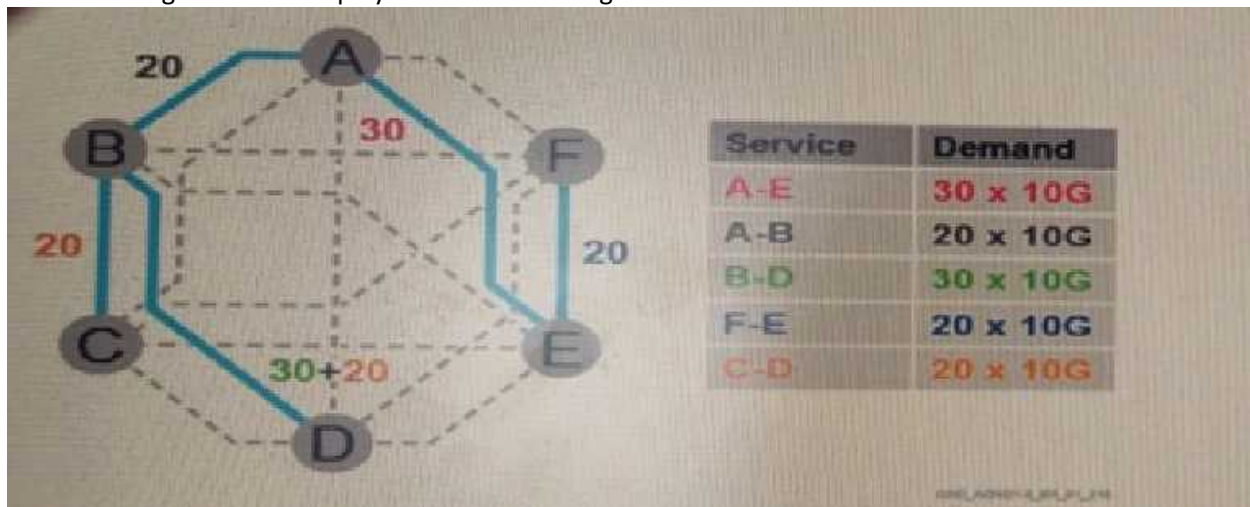 A
20
30
B
F
20
20
C
E
30+20
D
Service Demand
A-E 30 x 10G
A-B 20 x 10G
B-D 30 x 10G
F-E 20 x 10G
C-D 20 x 10G